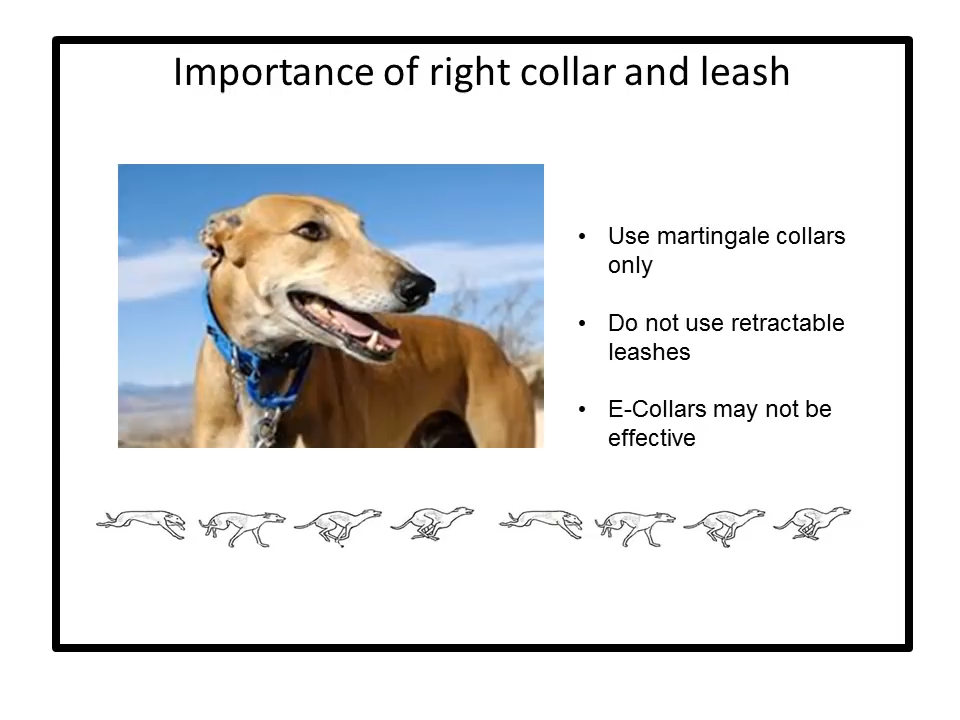 Importance of right collar and leash
• Use martingale collars
only
• Do not use retractable
leashes
• E-Collars may not be
effective